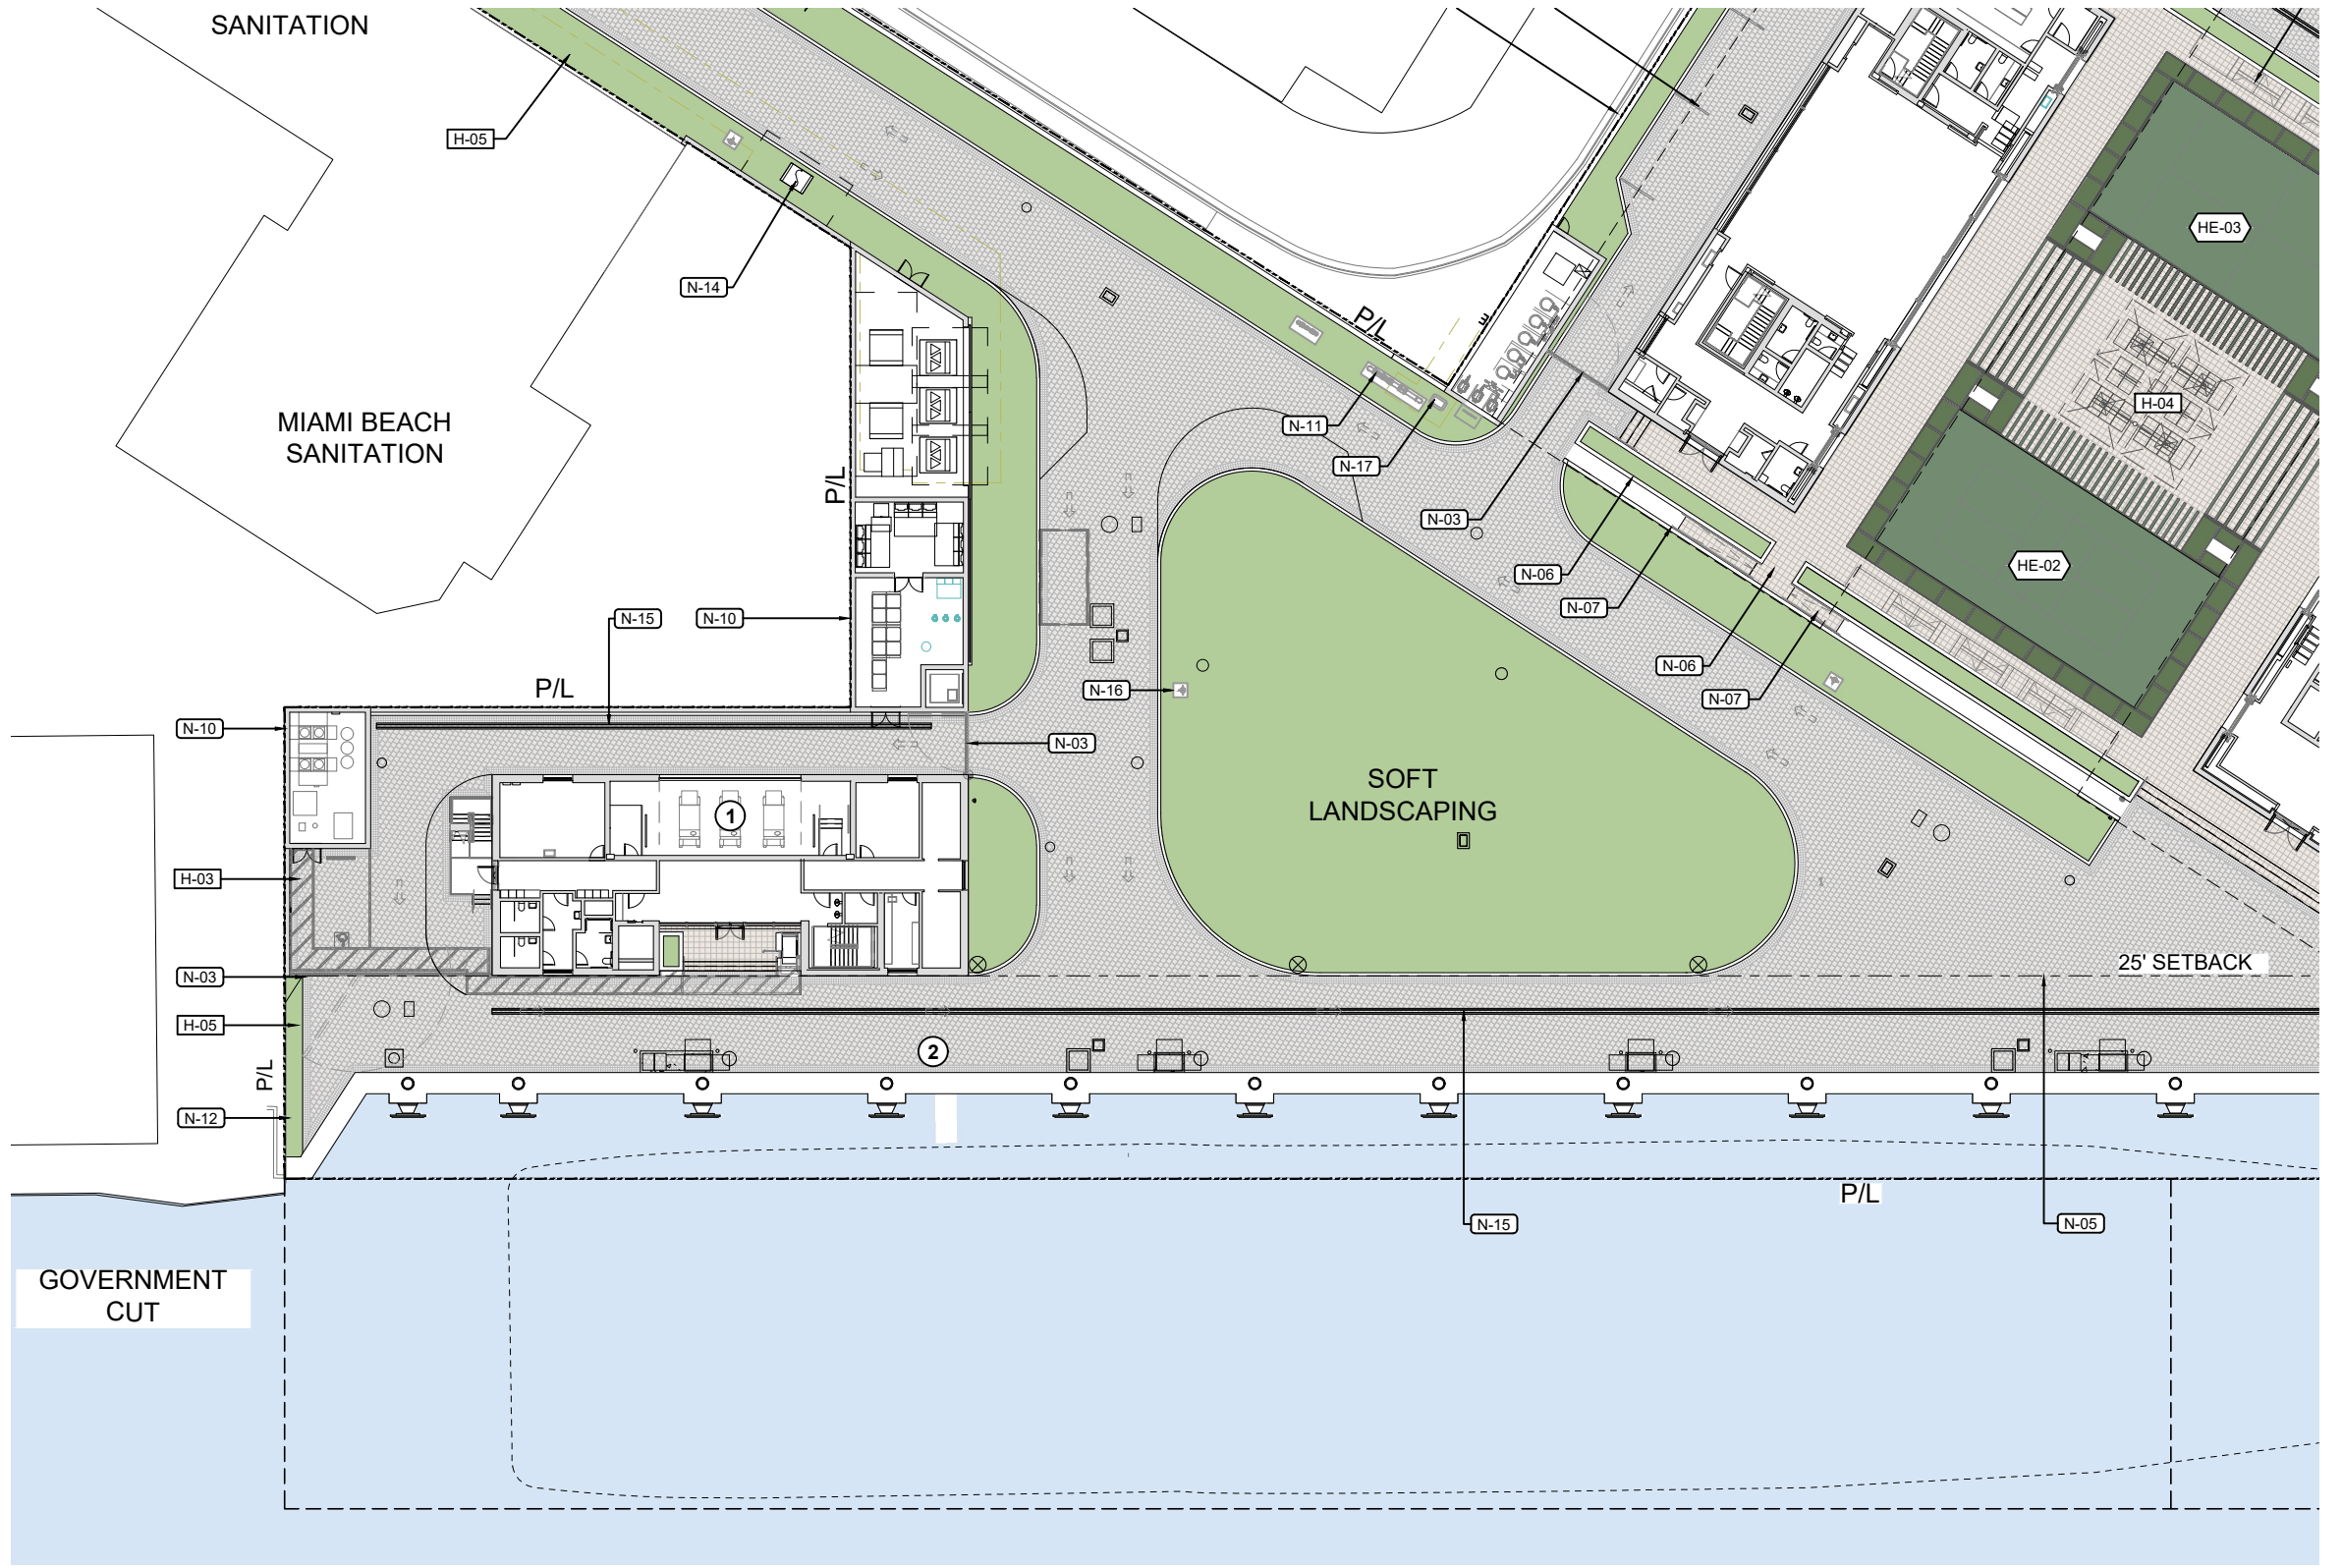 SANITATION
H-05
HE-03
N-14
P/L
H-04
MIAMI BEACH
SANITATION
N-11
P/L
N-17
N-03
HE-02
N-06
N-07
N-15
N-10
N-06
P/L
N-16
N-07
N-10
N-03
SOFT
LANDSCAPING
1
H-03
25' SETBACK
N-03
H-05
2
P/L
N-12
P/L
N-15
N-05
GOVERNMENT
CUT